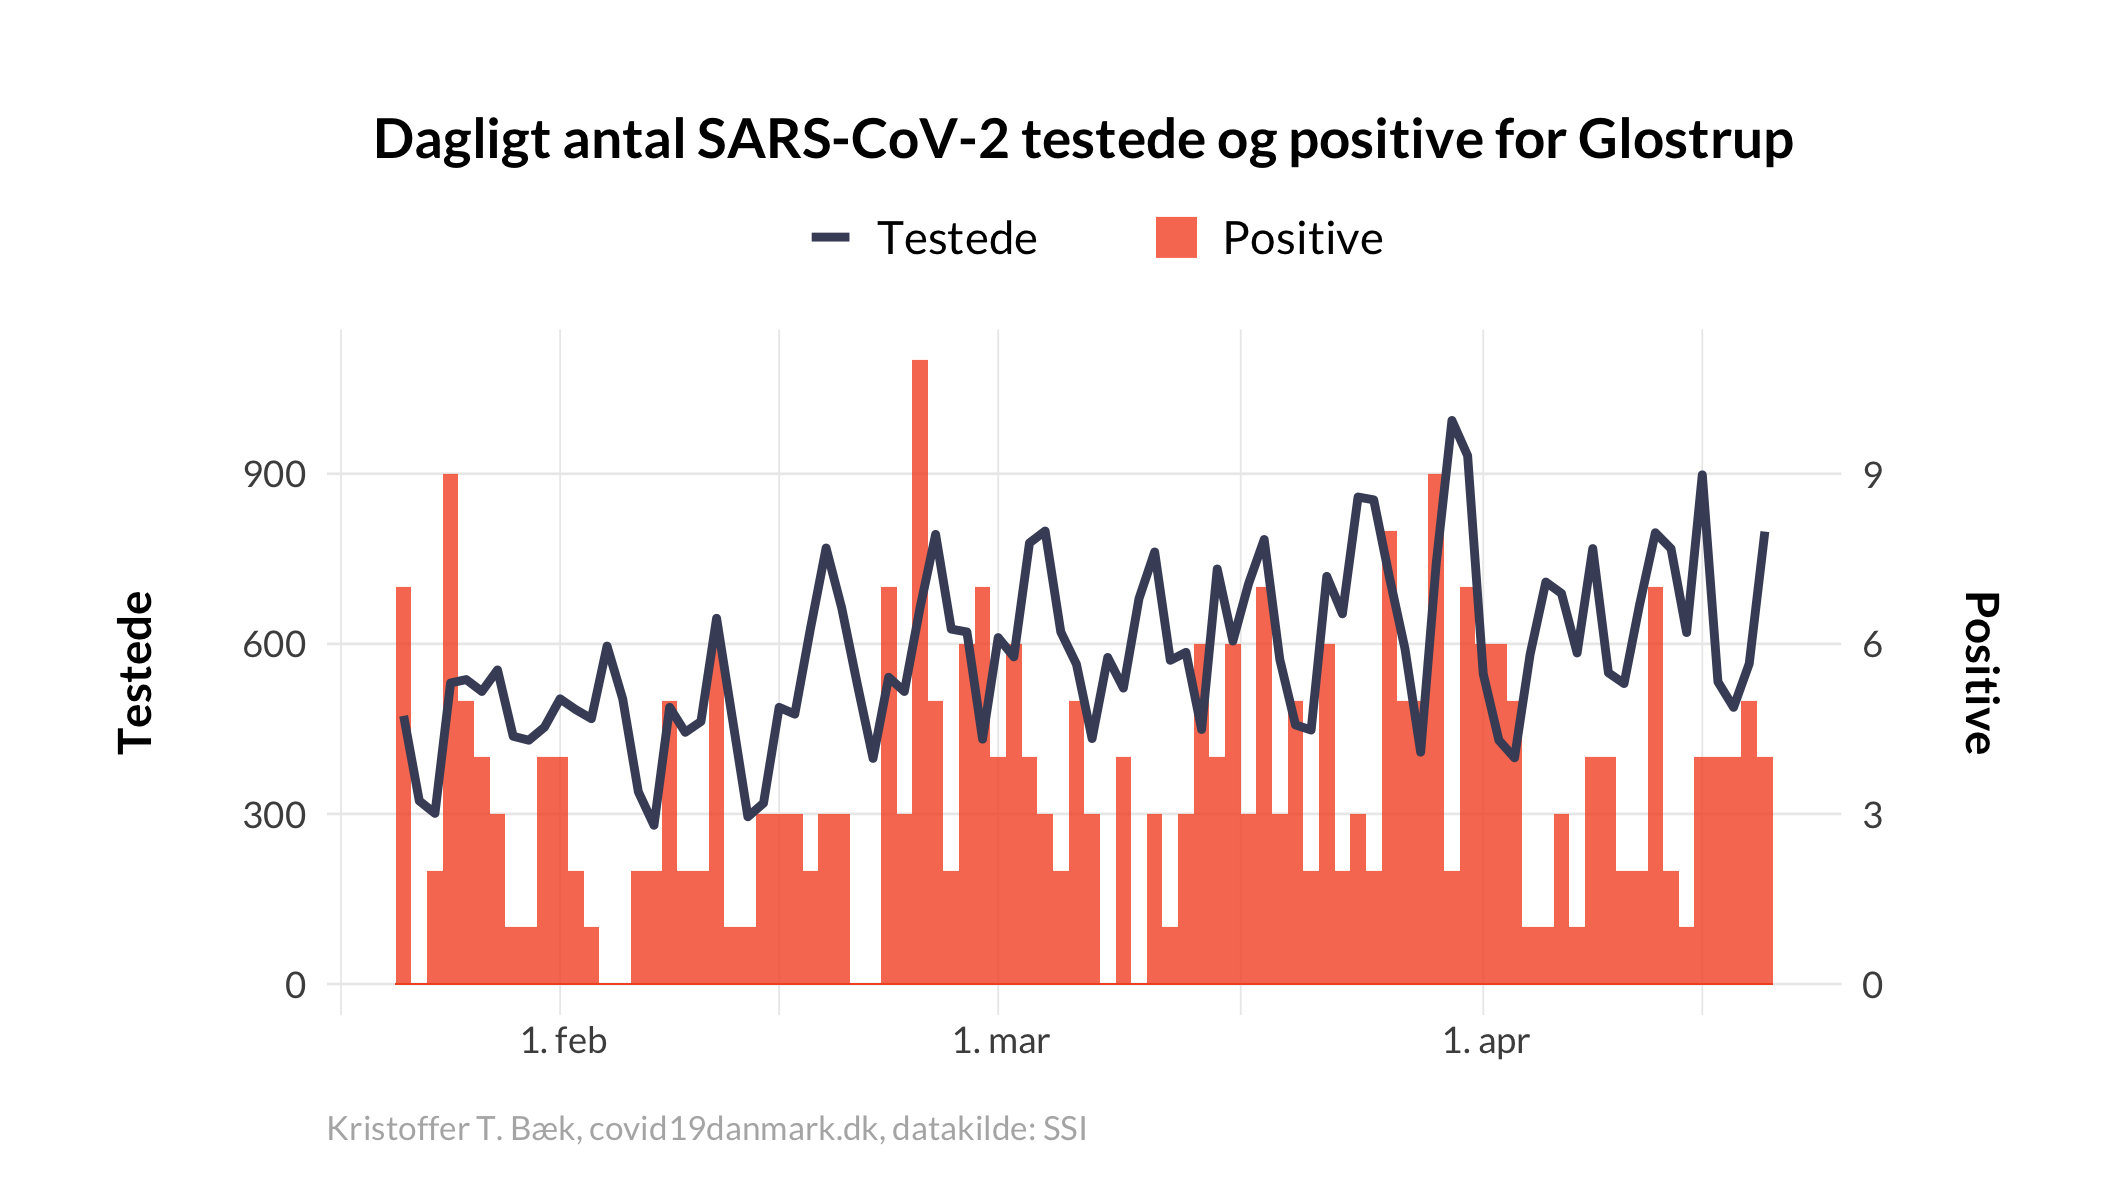 Dagligt antal SARS-CoV-2 testede og positive for Glostrup
Testede
Positive
Testede
900
600
300
0
9
6
3
0
Positive
1. feb
1. mar
1. apr
Kristoffer T. Bæk, covid19danmark.dk, datakilde: SSI